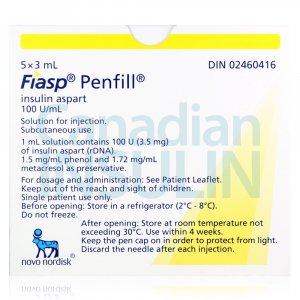 5 x 3 mL
DIN 02460416
Fiasp® Penfill®
insulin aspart
100 U/mL
Solution for injection.
Subcutaneous use.
1 mL solution contains 100 U (3.5 mg)
of insulin aspart (rDNA)
1.5 mg/mL phenol and 1.72 mg/mL
metacresol as preservative.
For dosage and administration: See Patient Leaflet.
Keep out of the reach and sight of children.
Single patient use only.
Before opening: Store in a refrigerator (2°C - 8°C).
Do not freeze.
After opening: Store at room temperature not
exceeding 30°C. Use within 4 weeks.
Keep the pen cap on in order to protect from light.
Discard the needle after each injection.
novo nordisk®
Canadian
INSULIN